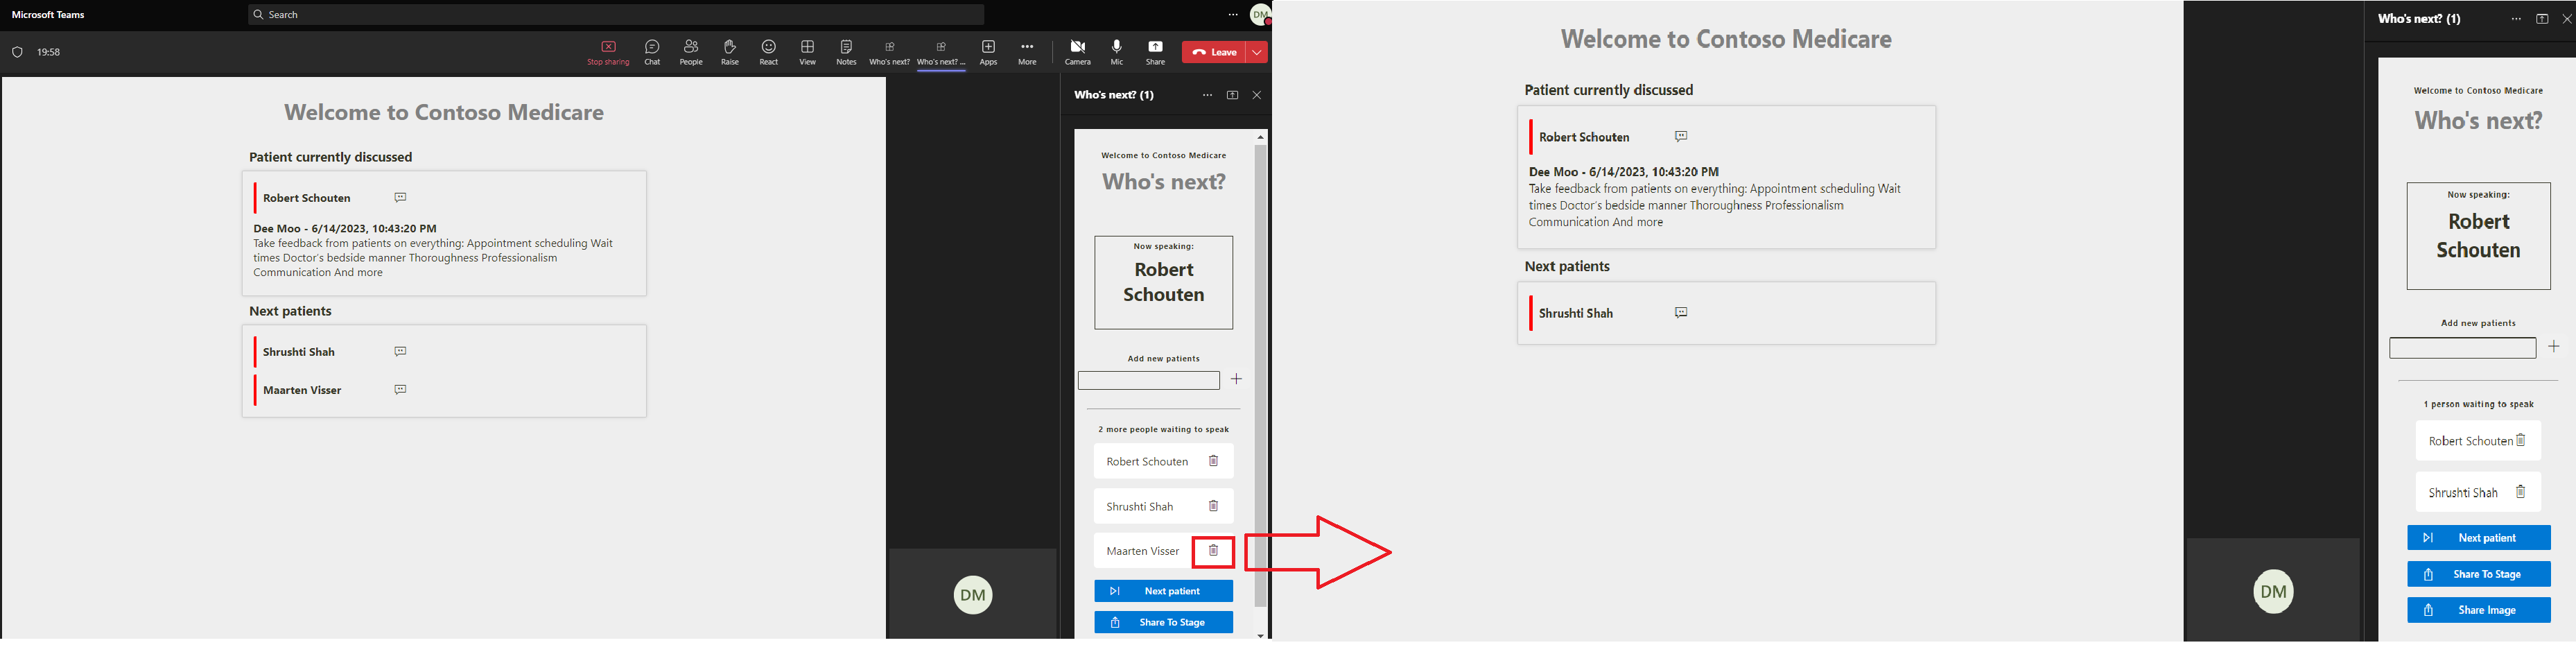 Microsoft Teams
Search
DM
19:58
Stop sharing
Chat
People
Raise
React
View
Notes
Who's next?
Who's next? ...
Apps
More
Camera
Mic
Share
Leave
Welcome to Contoso Medicare
Patient currently discussed
Robert Schouten
Dee Moo - 6/14/2023, 10:43:20 PM
Take feedback from patients on everything: Appointment scheduling Wait
times Doctor's bedside manner Thoroughness Professionalism
Communication And more
Next patients
Shrushti Shah
Maarten Visser
DM
Who's next? (1)
Welcome to Contoso Medicare
Who's next?
Now speaking:
Robert
Schouten
Add new patients
2 more people waiting to speak
Robert Schouten
Shrushti Shah
Maarten Visser
Next patient
Share To Stage
Welcome to Contoso Medicare
Patient currently discussed
Robert Schouten
Dee Moo - 6/14/2023, 10:43:20 PM
Take feedback from patients on everything: Appointment scheduling Wait
times Doctor's bedside manner Thoroughness Professionalism
Communication And more
Next patients
Shrushti Shah
DM
Who's next? (1)
Welcome to Contoso Medicare
Who's next?
Now speaking:
Robert
Schouten
Add new patients
1 person waiting to speak
Robert Schouten
Shrushti Shah
Next patient
Share To Stage
Share Image